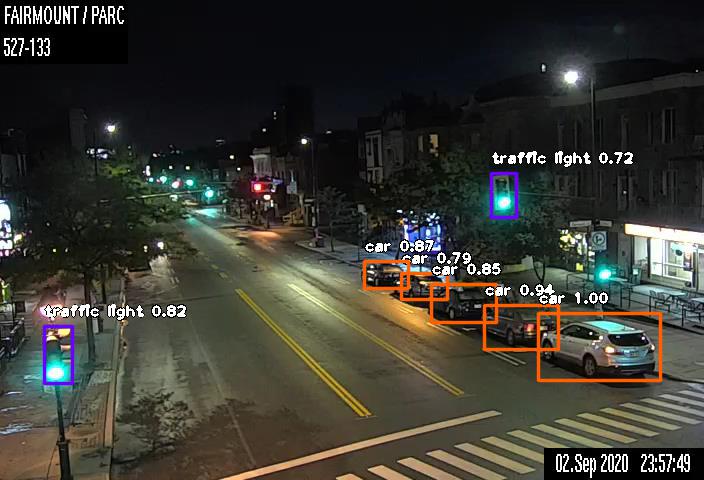 FAIRMOUNT / PARC
527-133
traffic light 0.72
car 0.87
car 0.79
car 0.85
car 0.94
car 1.00
traffic light 0.82
02.Sep 2020 23:57:49